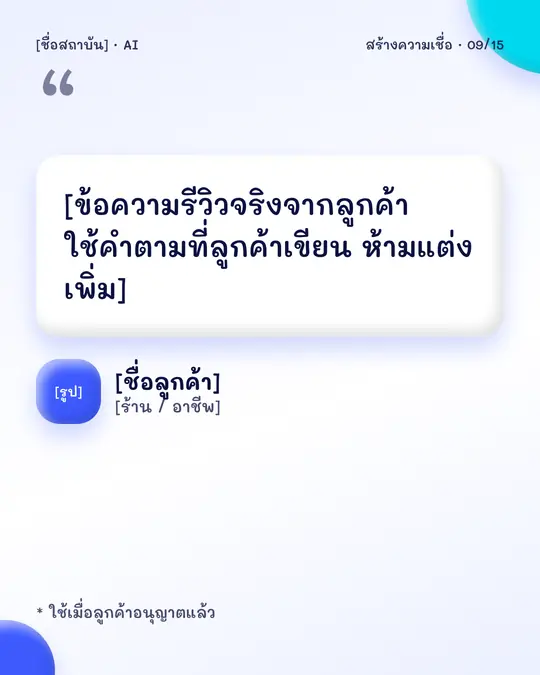 [ชื่อสถาบัน] · AI
สร้างความเชื่อ · 09/15
“
[ข้อความรีวิวจริงจากลูกค้า
ใช้คำตามที่ลูกค้าเขียน ห้ามแต่ง
เพิ่ม]
[รูป]
[ชื่อลูกค้า]
[ร้าน / อาชีพ]
* ใช้เมื่อลูกค้าอนุญาตแล้ว